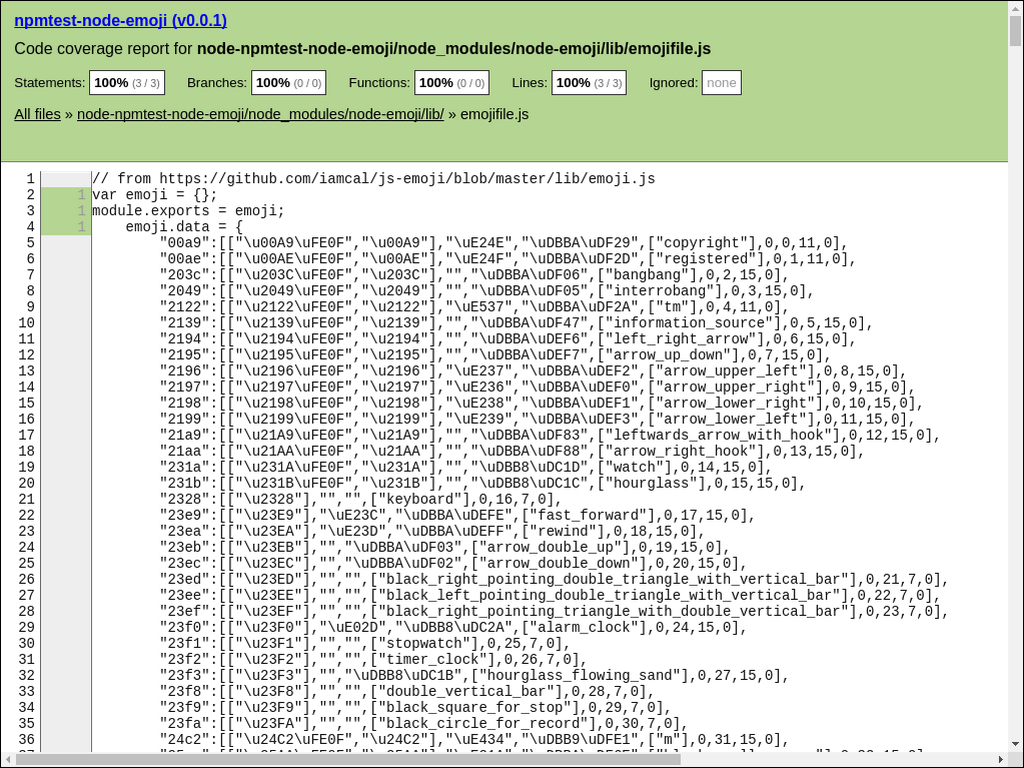 npmtest-node-emoji (v0.0.1)
Code coverage report for node-npmtest-node-emoji/node_modules/node-emoji/lib/emojifile.js
Statements: 100% (3 / 3) Branches: 100% (0 / 0) Functions: 100% (0 / 0) Lines: 100% (3 / 3) Ignored: none
All files » node-npmtest-node-emoji/node_modules/node-emoji/lib/ » emojifile.js
1 // from https://github.com/iamcal/js-emoji/blob/master/lib/emoji.js
2 1 var emoji = {};
3 1 module.exports = emoji;
4 1 emoji.data = {
5 "00a9":[["\u00A9\uFE0F","\u00A9"],"\uE24E","\uDBBA\uDF29",["copyright"],0,0,11,0],
6 "00ae":[["\u00AE\uFE0F","\u00AE"],"\uE24F","\uDBBA\uDF2D",["registered"],0,1,11,0],
7 "203c":[["\u203C\uFE0F","\u203C"],"","\uDBBA\uDF06",["bangbang"],0,2,15,0],
8 "2049":[["\u2049\uFE0F","\u2049"],"","\uDBBA\uDF05",["interrobang"],0,3,15,0],
9 "2122":[["\u2122\uFE0F","\u2122"],"\uE537","\uDBBA\uDF2A",["tm"],0,4,11,0],
10 "2139":[["\u2139\uFE0F","\u2139"],"","\uDBBA\uDF47",["information_source"],0,5,15,0],
11 "2194":[["\u2194\uFE0F","\u2194"],"","\uDBBA\uDEF6",["left_right_arrow"],0,6,15,0],
12 "2195":[["\u2195\uFE0F","\u2195"],"","\uDBBA\uDEF7",["arrow_up_down"],0,7,15,0],
13 "2196":[["\u2196\uFE0F","\u2196"],"\uE237","\uDBBA\uDEF2",["arrow_upper_left"],0,8,15,0],
14 "2197":[["\u2197\uFE0F","\u2197"],"\uE236","\uDBBA\uDEF0",["arrow_upper_right"],0,9,15,0],
15 "2198":[["\u2198\uFE0F","\u2198"],"\uE238","\uDBBA\uDEF1",["arrow_lower_right"],0,10,15,0],
16 "2199":[["\u2199\uFE0F","\u2199"],"\uE239","\uDBBA\uDEF3",["arrow_lower_left"],0,11,15,0],
17 "21a9":[["\u21A9\uFE0F","\u21A9"],"","\uDBBA\uDF83",["leftwards_arrow_with_hook"],0,12,15,0],
18 "21aa":[["\u21AA\uFE0F","\u21AA"],"","\uDBBA\uDF88",["arrow_right_hook"],0,13,15,0],
19 "231a":[["\u231A\uFE0F","\u231A"],"","\uDBB8\uDC1D",["watch"],0,14,15,0],
20 "231b":[["\u231B\uFE0F","\u231B"],"","\uDBB8\uDC1C",["hourglass"],0,15,15,0],
21 "2328":[["\u2328"],"","",["keyboard"],0,16,7,0],
22 "23e9":[["\u23E9"],"\uE23C","\uDBBA\uDEFE",["fast_forward"],0,17,15,0],
23 "23ea":[["\u23EA"],"\uE23D","\uDBBA\uDEFF",["rewind"],0,18,15,0],
24 "23eb":[["\u23EB"],"","\uDBBA\uDF03",["arrow_double_up"],0,19,15,0],
25 "23ec":[["\u23EC"],"","\uDBBA\uDF02",["arrow_double_down"],0,20,15,0],
26 "23ed":[["\u23ED"],"","",["black_right_pointing_double_triangle_with_vertical_bar"],0,21,7,0],
27 "23ee":[["\u23EE"],"","",["black_left_pointing_double_triangle_with_vertical_bar"],0,22,7,0],
28 "23ef":[["\u23EF"],"","",["black_right_pointing_triangle_with_double_vertical_bar"],0,23,7,0],
29 "23f0":[["\u23F0"],"\uE02D","\uDBB8\uDC2A",["alarm_clock"],0,24,15,0],
30 "23f1":[["\u23F1"],"","",["stopwatch"],0,25,7,0],
31 "23f2":[["\u23F2"],"","",["timer_clock"],0,26,7,0],
32 "23f3":[["\u23F3"],"","\uDBB8\uDC1B",["hourglass_flowing_sand"],0,27,15,0],
33 "23f8":[["\u23F8"],"","",["double_vertical_bar"],0,28,7,0],
34 "23f9":[["\u23F9"],"","",["black_square_for_stop"],0,29,7,0],
35 "23fa":[["\u23FA"],"","",["black_circle_for_record"],0,30,7,0],
36 "24c2":[["\u24C2\uFE0F","\u24C2"],"\uE434","\uDBB9\uDFE1",["m"],0,31,15,0],